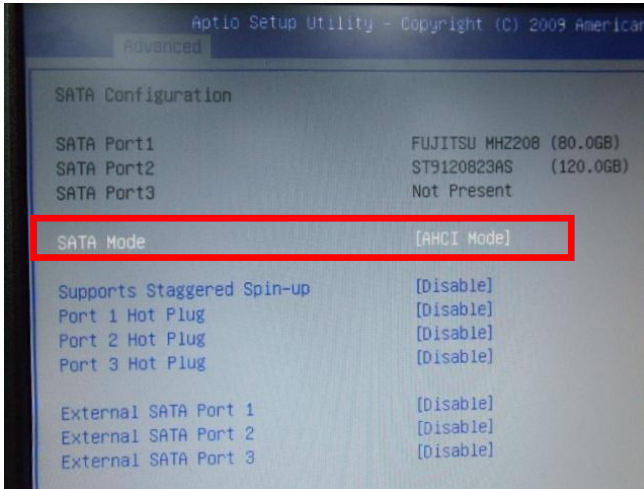 Aptio Setup Utility - Copyright (C) 2009 American
Advanced
SATA Configuration
SATA Port1 FUJITSU MHZ208 (80.0GB)
SATA Port2 ST9120823AS (120.0GB)
SATA Port3 Not Present
SATA Mode [AHCI Mode]
Supports Staggered Spin-up [Disable]
Port 1 Hot Plug [Disable]
Port 2 Hot Plug [Disable]
Port 3 Hot Plug [Disable]
External SATA Port 1 [Disable]
External SATA Port 2 [Disable]
External SATA Port 3 [Disable]